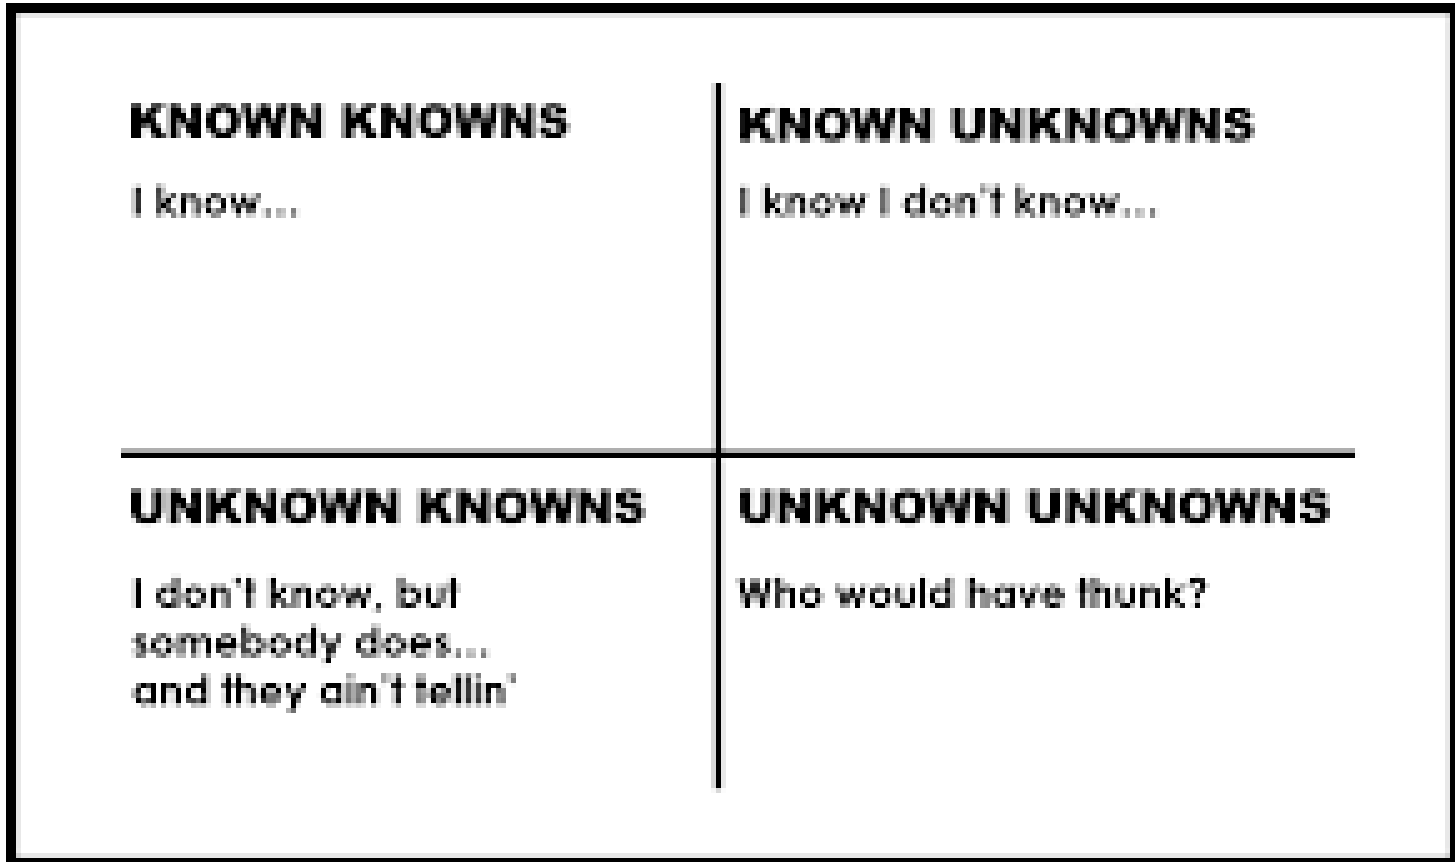 KNOWN KNOWNS
I know...
KNOWN UNKNOWNS
I know I don't know...
UNKNOWN KNOWNS
I don't know, but
somebody does...
and they ain't tellin'
UNKNOWN UNKNOWNS
Who would have thunk?